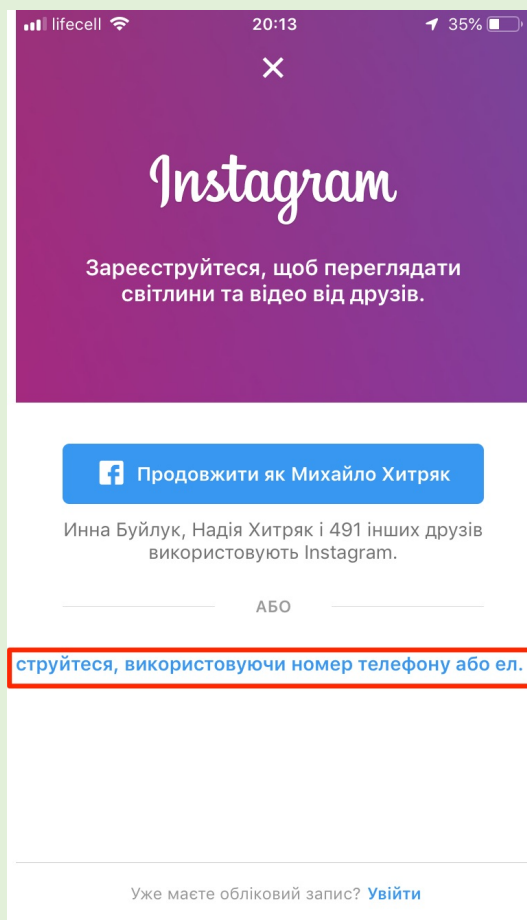 lifecell 20:13 35%
Instagram
Зареєструйтеся, щоб переглядати
світлини та відео від друзів.
Продовжити як Михайло Хитряк
Инна Буйлук, Надія Хитряк і 491 інших друзів
використовують Instagram.
АБО
струйтеся, використовуючи номер телефону або ел.
Уже маєте обліковий запис? Увійти